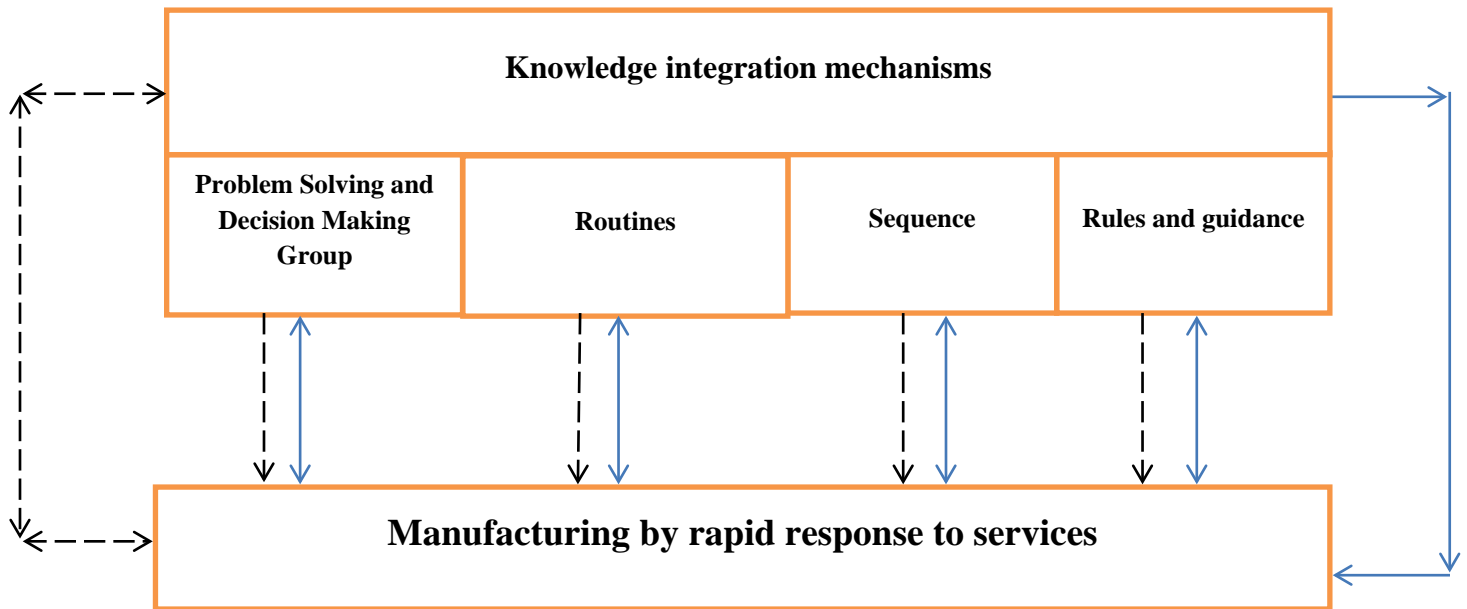 Knowledge integration mechanisms
Problem Solving and
Decision Making
Group
Routines
Sequence
Rules and guidance
Manufacturing by rapid response to services